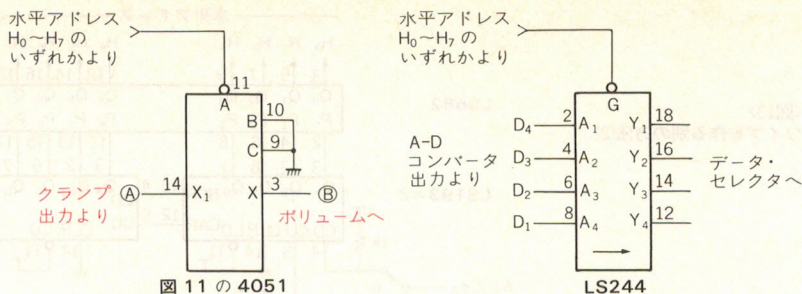 水平アドレス
H₀〜H₇の
いずれかより
11
A
B 10
C 9
14 X₁
X 3
クランプ
出力より
Ⓐ
Ⓑ
ボリュームへ
図11の4051
水平アドレス
H₀〜H₇の
いずれかより
G
A-D
コンバータ
出力より
D₄ 2 A₁ Y₁ 18
D₃ 4 A₂ Y₂ 16
D₂ 6 A₃ Y₃ 14
D₁ 8 A₄ Y₄ 12
データ・
セレクタへ
LS244